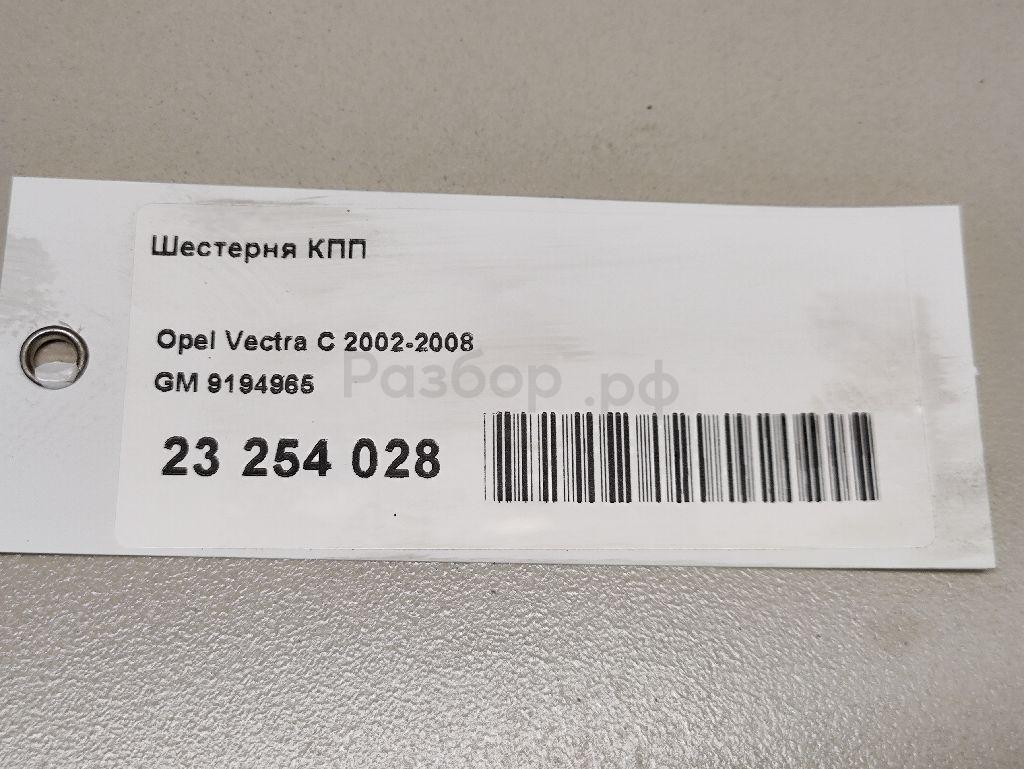 Шестерня КПП
Opel Vectra C 2002-2008
GM 9194965
Разбор.рф
23 254 028